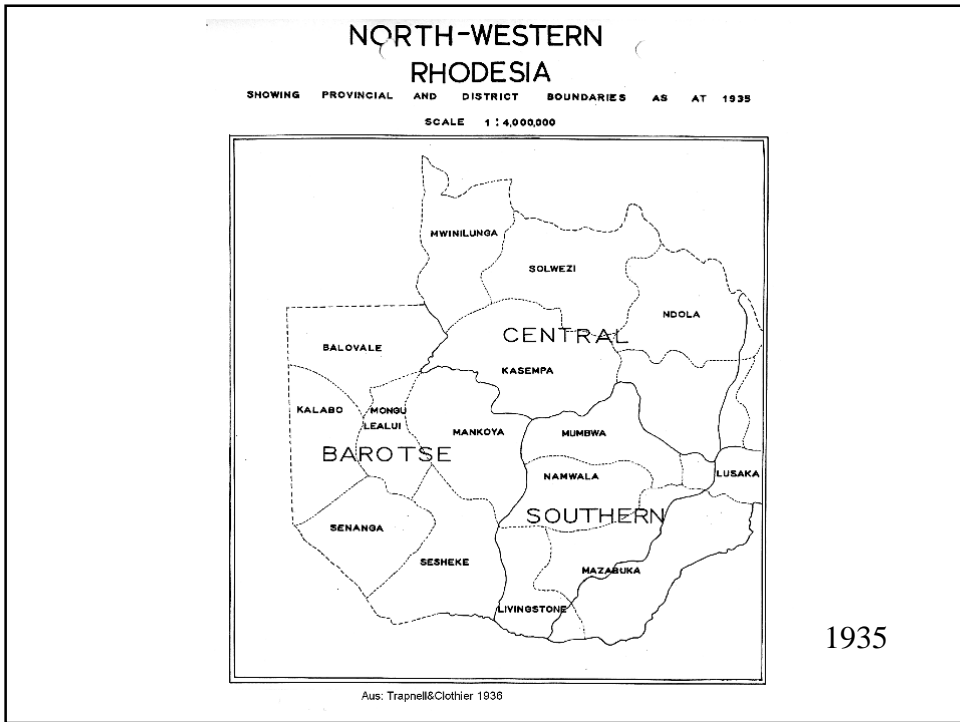 NORTH-WESTERN
RHODESIA
SHOWING PROVINCIAL AND DISTRICT BOUNDARIES AS AT 1935
SCALE 1:4,000,000
MWINILUNGA
SOLWEZI
NDOLA
CENTRAL
BALOVALE
KASEMPA
KALABO
MONGU
LEALUI
MANKOYA
MUMBWA
BAROTSE
NAMWALA
LUSAKA
SOUTHERN
SENANGA
SESHEKE
MAZABUKA
LIVINGSTONE
1935
Aus: Trapnell&Clothier 1936